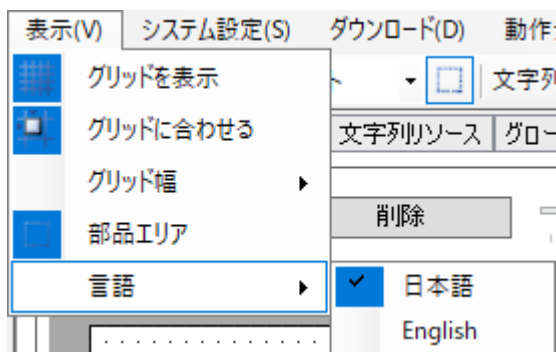 表示(V) システム設定(S) ダウンロード(D) 動作
グリッドを表示
文字列
グリッドに合わせる
文字列リソース グロー
グリッド幅
削除
部品エリア
言語
日本語
English